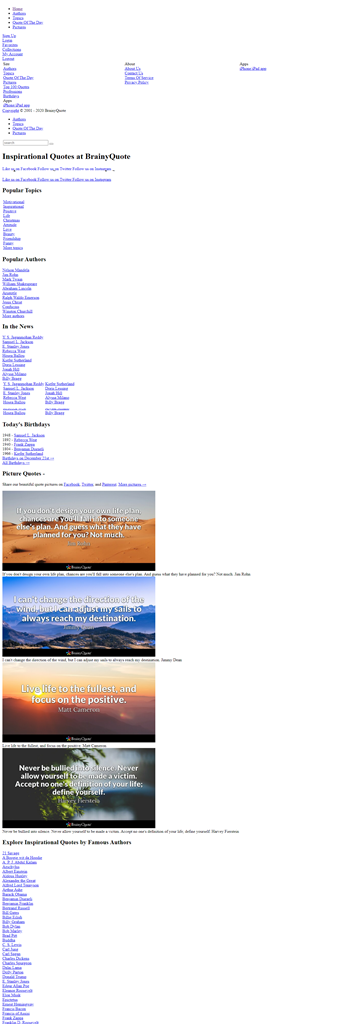 Home
Authors
Topics
Quote Of The Day
Pictures
Sign Up
Login
Favorites
Collections
My Account
Logout
Site
Authors
Topics
Quote Of The Day
Pictures
Top 100 Quotes
Professions
Birthdays
About
About Us
Contact Us
Terms Of Service
Privacy Policy
Apps
iPhone/iPad app
Apps
iPhone/iPad app
Copyright © 2001 - 2020 BrainyQuote
Authors
Topics
Quote Of The Day
Pictures
Search
Inspirational Quotes at BrainyQuote
Like us on Facebook Follow us on Twitter Follow us on Instagram
Like us on Facebook Follow us on Twitter Follow us on Instagram
Popular Topics
Motivational
Inspirational
Positive
Life
Christmas
Attitude
Love
Beauty
Friendship
Funny
More topics
Popular Authors
Nelson Mandela
Jim Rohn
Mark Twain
William Shakespeare
Abraham Lincoln
Aristotle
Ralph Waldo Emerson
Jesus Christ
Confucius
Winston Churchill
More authors
In the News
Y. S. Jaganmohan Reddy
Samuel L. Jackson
E. Stanley Jones
Rebecca West
Hosea Ballou
Kiefer Sutherland
Doris Lessing
Jonah Hill
Alyssa Milano
Billy Bragg
Y. S. Jaganmohan Reddy Kiefer Sutherland
Samuel L. Jackson Doris Lessing
E. Stanley Jones Jonah Hill
Rebecca West Alyssa Milano
Hosea Ballou Billy Bragg
Hosea Ballou Billy Bragg
Today's Birthdays
1948 - Samuel L. Jackson
1892 - Rebecca West
1940 - Frank Zappa
1804 - Benjamin Disraeli
1966 - Kiefer Sutherland
Birthdays on December 21st -->
All Birthdays -->
Picture Quotes -
Share our beautiful quote pictures on Facebook, Twitter, and Pinterest. More pictures -->
If you don't design your own life plan,
chances are you'll fall into someone
else's plan. And guess what they have
planned for you? Not much.
Jim Rohn
BrainyQuote
If you don't design your own life plan, chances are you'll fall into someone else's plan. And guess what they have planned for you? Not much. Jim Rohn
I can't change the direction of the
wind, but I can adjust my sails to
always reach my destination.
Jimmy Dean
BrainyQuote
I can't change the direction of the wind, but I can adjust my sails to always reach my destination. Jimmy Dean
Live life to the fullest, and
focus on the positive.
Matt Cameron
BrainyQuote
Live life to the fullest, and focus on the positive. Matt Cameron
Never be bullied into silence. Never
allow yourself to be made a victim.
Accept no one's definition of your life;
define yourself.
Harvey Fierstein
BrainyQuote
Never be bullied into silence. Never allow yourself to be made a victim. Accept no one's definition of your life; define yourself. Harvey Fierstein
Explore Inspirational Quotes by Famous Authors
21 Savage
A Boogie wit da Hoodie
A. P. J. Abdul Kalam
Aeschylus
Albert Einstein
Aldous Huxley
Alexander the Great
Alfred Lord Tennyson
Arthur Ashe
Barack Obama
Benjamin Disraeli
Benjamin Franklin
Bertrand Russell
Bill Gates
Billie Eilish
Billy Graham
Bob Dylan
Bob Marley
Brad Pitt
Buddha
C. S. Lewis
Carl Jung
Carl Sagan
Charles Dickens
Charles Spurgeon
Dalai Lama
Dolly Parton
Donald Trump
E. Stanley Jones
Edgar Allan Poe
Eleanor Roosevelt
Elon Musk
Epictetus
Ernest Hemingway
Francis Bacon
Francis of Assisi
Frank Zappa
Franklin D. Roosevelt